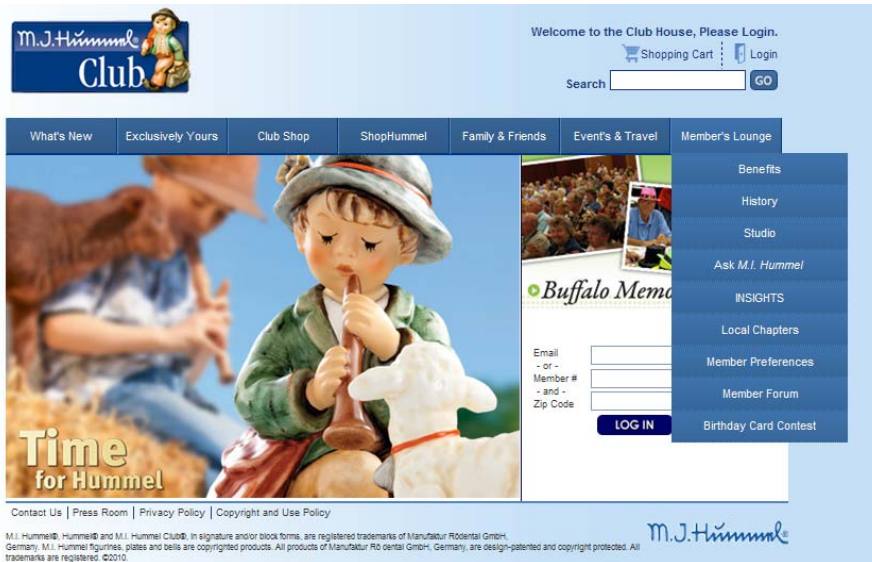 M.J.Hümmel
Club®
Welcome to the Club House, Please Login.
Shopping Cart
Login
Search
GO
What's New
Exclusively Yours
Club Shop
ShopHummel
Family & Friends
Event's & Travel
Member's Lounge
Benefits
History
Studio
Ask M.I. Hummel
INSIGHTS
Local Chapters
Member Preferences
Member Forum
Birthday Card Contest
Buffalo Memo
Email
- or -
Member #
- and -
Zip Code
LOG IN
Time
for Hummel
Contact Us | Press Room | Privacy Policy | Copyright and Use Policy
M.I. Hummel®, Hummel® and M.I. Hummel Club®, in signature and/or block forms, are registered trademarks of Manufaktur Rödental GmbH,
Germany. M.I. Hummel figurines, plates and bells are copyrighted products. All products of Manufaktur Rö dental GmbH, Germany, are design-patented and copyright protected. All
trademarks are registered. ©2010.
M.J.Hümmel®